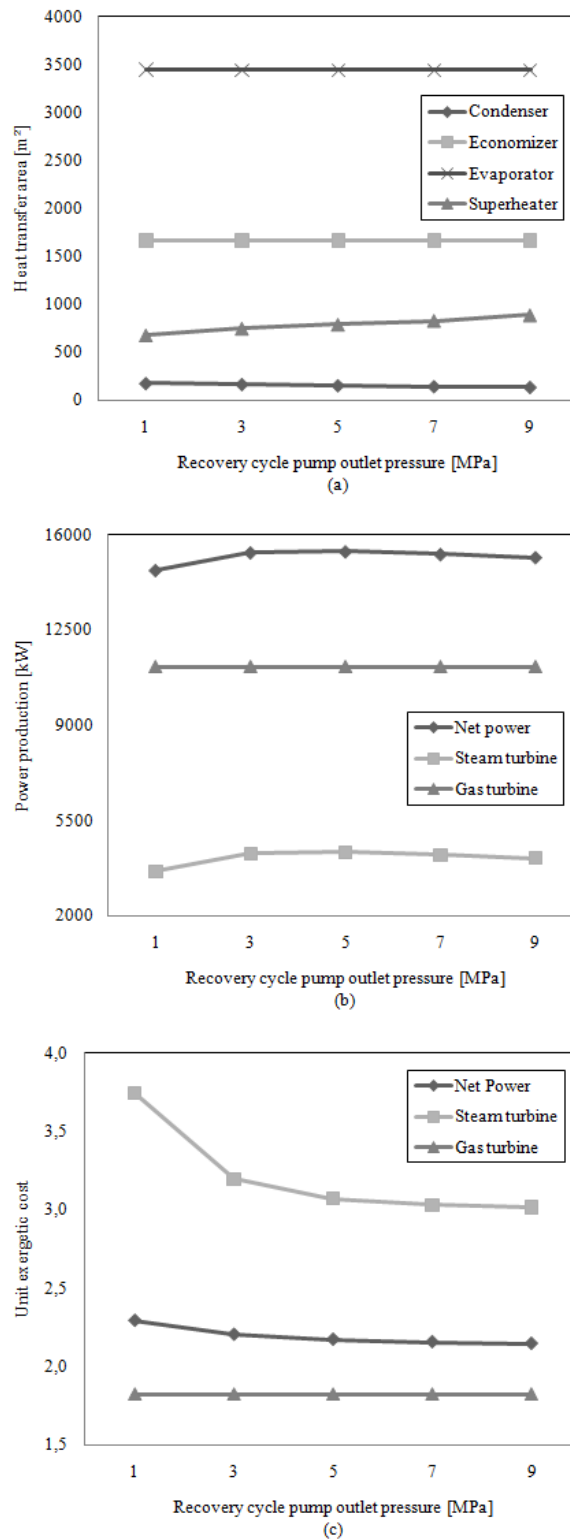 4000
3500
3000
2500
2000
1500
1000
500
0
Heat transfer area [m²]
Condenser
Economizer
Evaporator
Superheater
1 3 5 7 9
Recovery cycle pump outlet pressure [MPa]
(a)
16000
12500
9000
5500
2000
Power production [kW]
Net power
Steam turbine
Gas turbine
1 3 5 7 9
Recovery cycle pump outlet pressure [MPa]
(b)
4,0
3,5
3,0
2,5
2,0
1,5
Unit exergetic cost
Net Power
Steam turbine
Gas turbine
1 3 5 7 9
Recovery cycle pump outlet pressure [MPa]
(c)